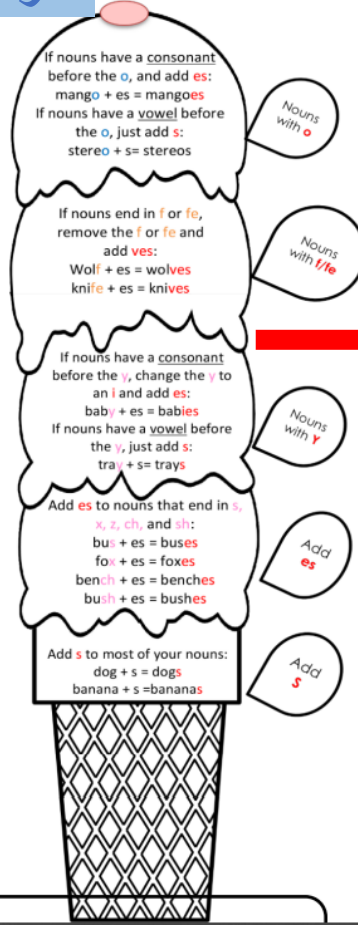 If nouns have a consonant
before the o, and add es:
mango + es = mangoes
If nouns have a vowel before
the o, just add s:
stereo + s= stereos
Nouns
with o
If nouns end in f or fe,
remove the f or fe and
add ves:
Wolf + es = wolves
knife + es = knives
Nouns
with f/fe
If nouns have a consonant
before the y, change the y to
an i and add es:
baby + es = babies
If nouns have a vowel before
the y, just add s:
tray + s= trays
Nouns
with Y
Add es to nouns that end in s,
x, z, ch, and sh:
bus + es = buses
fox + es = foxes
bench + es = benches
bush + es = bushes
Add
es
Add s to most of your nouns:
dog + s = dogs
banana + s =bananas
Add
S